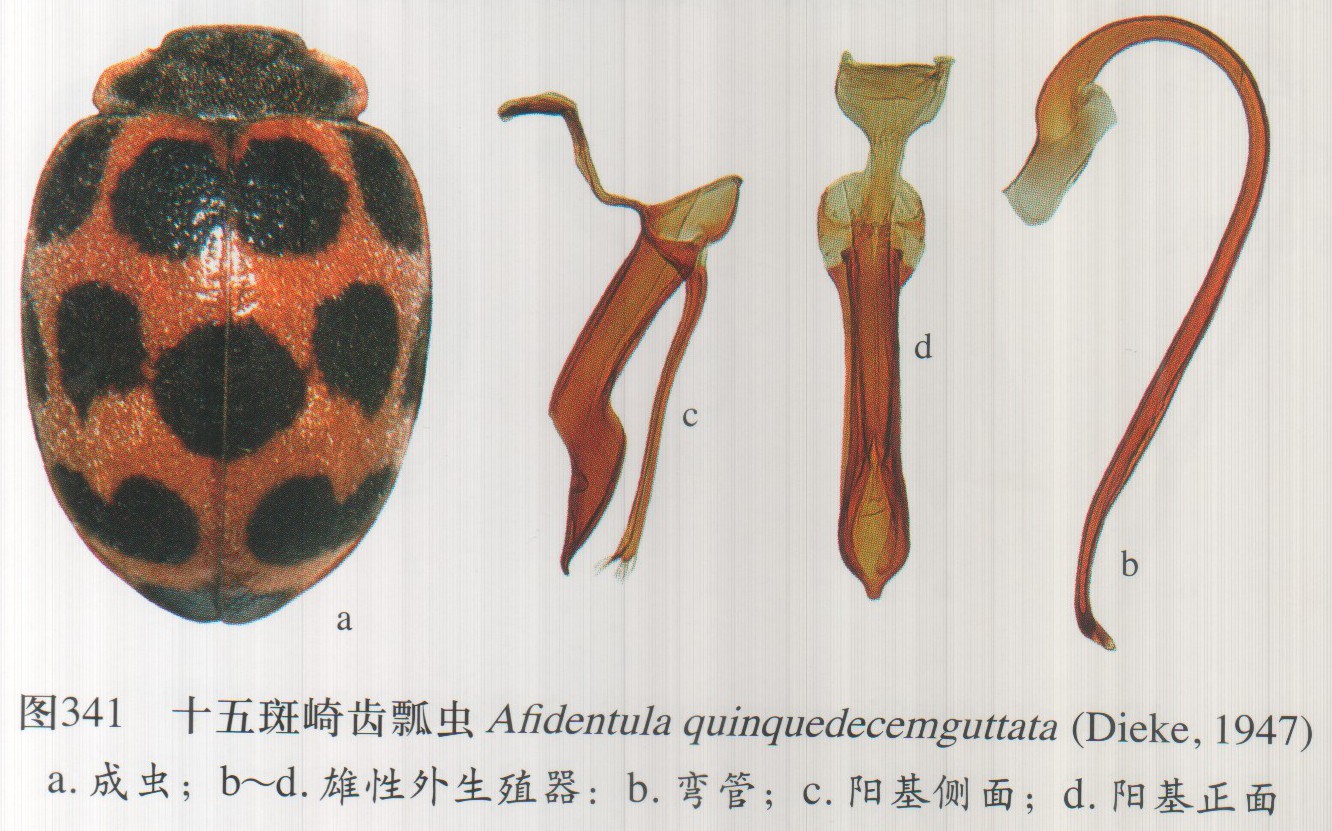 a
c
d
b
图341 十五斑崎齿瓢虫 Afidentula quinquedecemguttata (Dieke, 1947)
a. 成虫；b～d. 雄性外生殖器：b. 弯管；c. 阳基侧面；d. 阳基正面